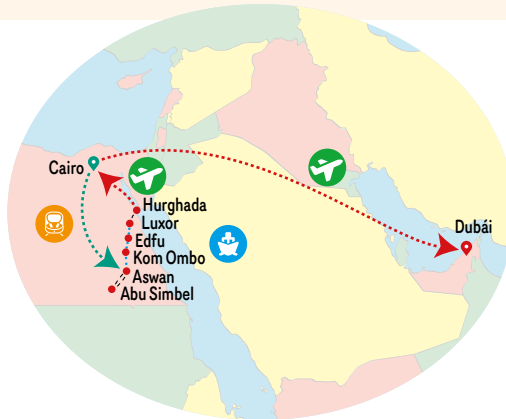 Cairo
Hurghada
Luxor
Edfu
Kom Ombo
Aswan
Abu Simbel
Dubái